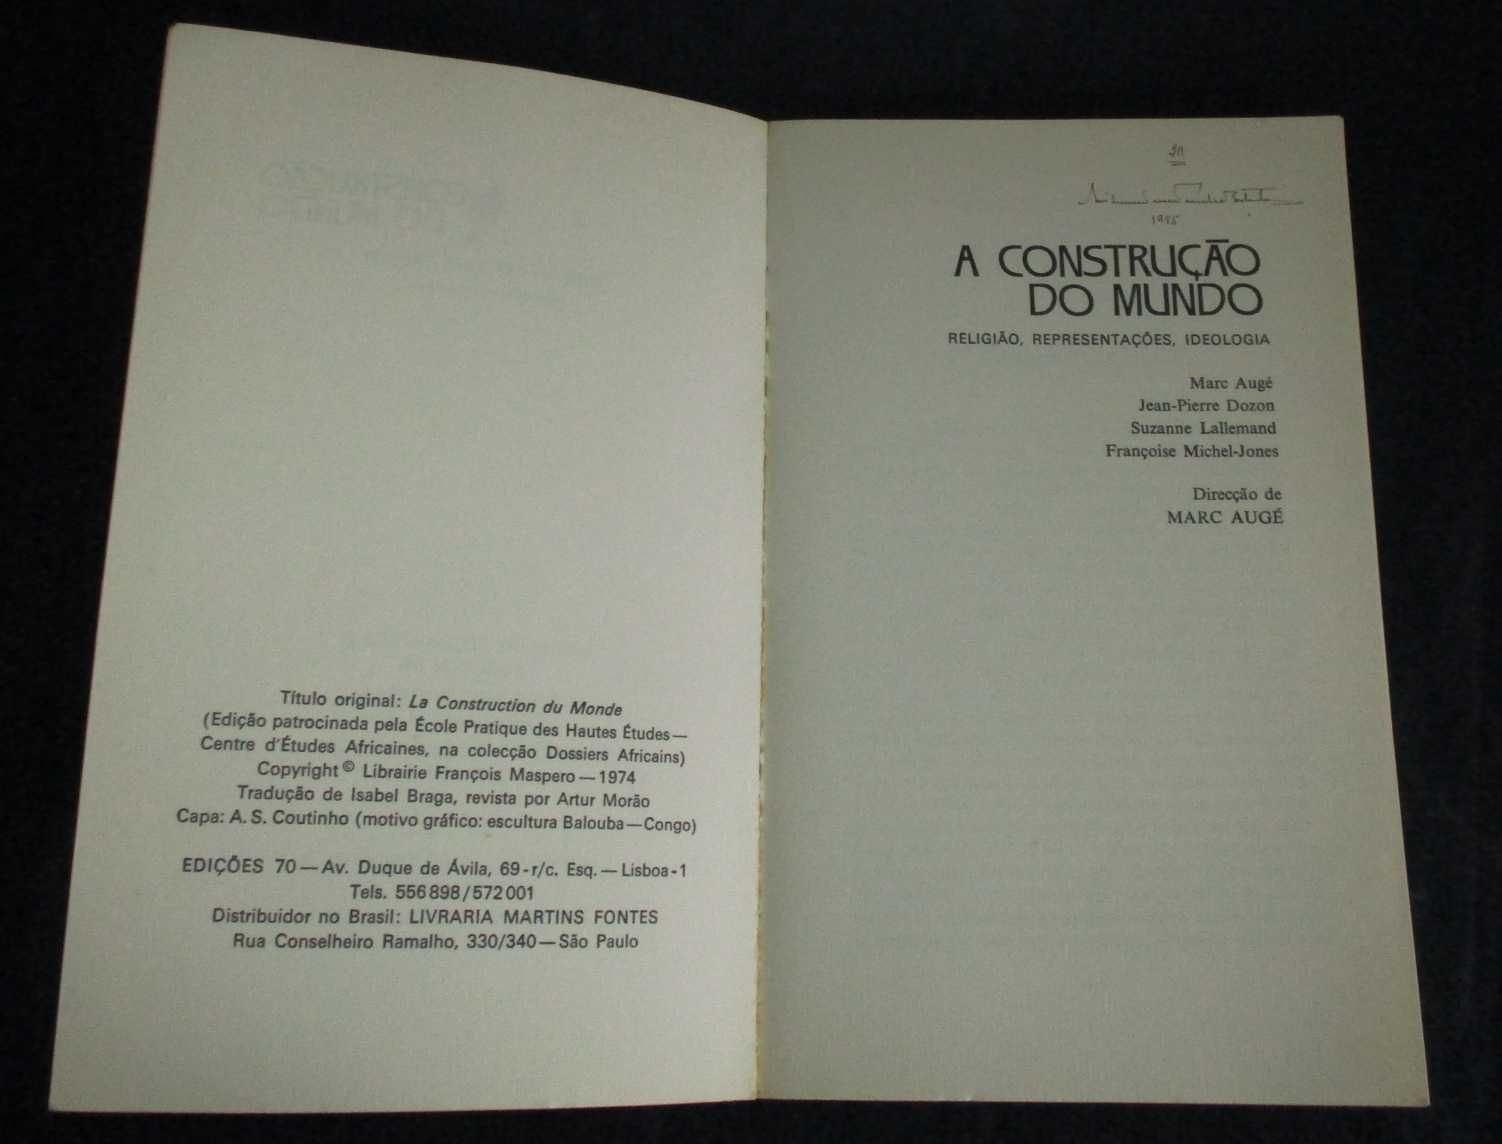 Título original: La Construction du Monde
(Edição patrocinada pela École Pratique des Hautes Études—
Centre d'Études Africaines, na colecção Dossiers Africains)
Copyright © Librairie François Maspero — 1974
Tradução de Isabel Braga, revista por Artur Morão
Capa: A. S. Coutinho (motivo gráfico: escultura Balouba—Congo)
EDIÇÕES 70 — Av. Duque de Ávila, 69-r/c. Esq. — Lisboa-1
Tels. 556 898 / 572 001
Distribuidor no Brasil: LIVRARIA MARTINS FONTES
Rua Conselheiro Ramalho, 330/340 — São Paulo
A CONSTRUÇÃO
DO MUNDO
RELIGIÃO, REPRESENTAÇÕES, IDEOLOGIA
Marc Augé
Jean-Pierre Dozon
Suzanne Lallemand
Françoise Michel-Jones
Direcção de
MARC AUGÉ